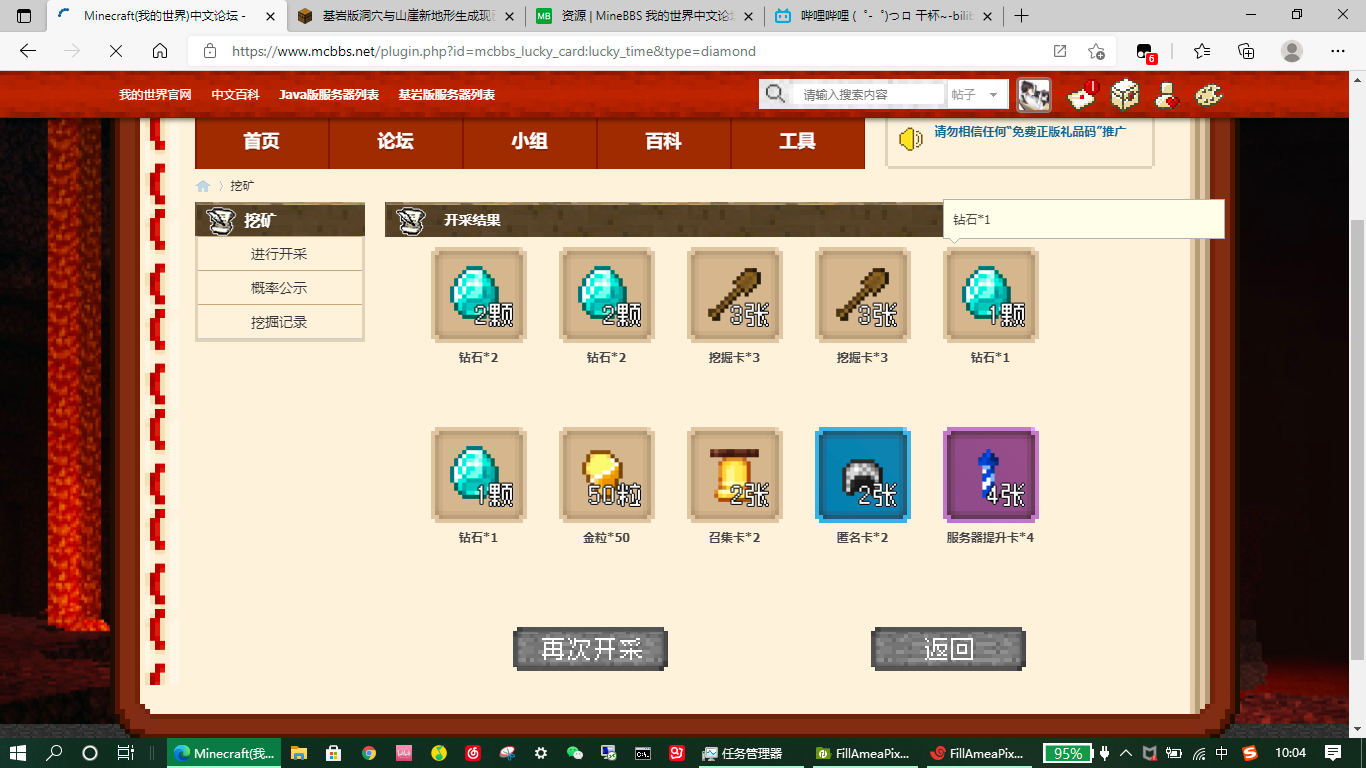 Minecraft(我的世界)中文论坛 -
基岩版洞穴与山崖新地形生成现
MB 资源 | MineBBS 我的世界中文论
哔哩哔哩 (゜-゜)つロ 干杯~-bilib
https://www.mcbbs.net/plugin.php?id=mcbbs_lucky_card:lucky_time&type=diamond
6
我的世界官网 中文百科 Java版服务器列表 基岩版服务器列表
请输入搜索内容 帖子
首页 论坛 小组 百科 工具
请勿相信任何“免费正版礼品码”推广
挖矿
挖矿
进行开采
概率公示
挖掘记录
开采结果
钻石*1
2颗 2颗 3张 3张 1颗
钻石*2 钻石*2 挖掘卡*3 挖掘卡*3 钻石*1
1颗 50粒 2张 2张 4张
钻石*1 金粒*50 召集卡*2 匿名卡*2 服务器提升卡*4
再次开采 返回
Minecraft(我... 任务管理器 FillAmeaPix... FillAmeaPix... 95% 中 10:04